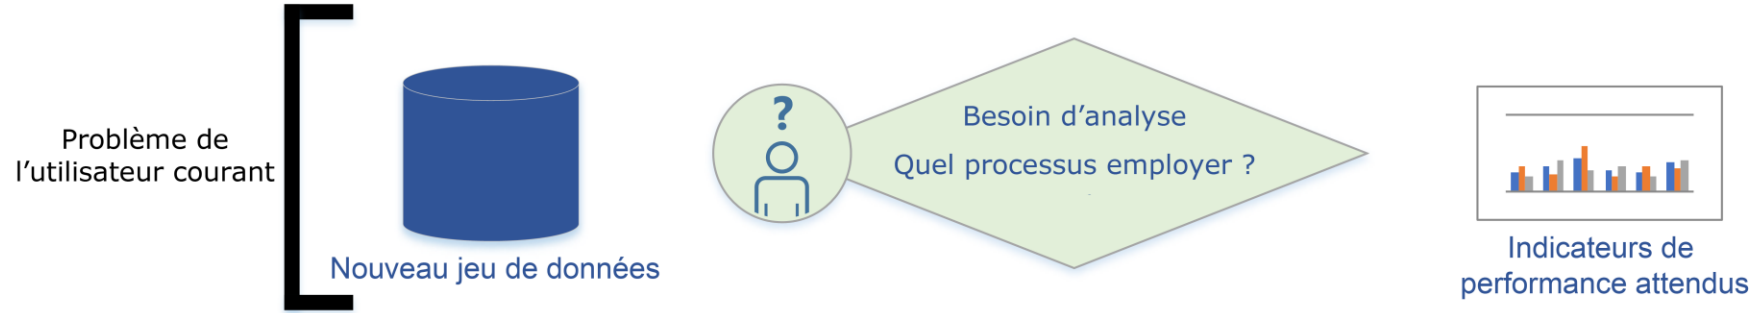 Problème de
l’utilisateur courant
Nouveau jeu de données
?
Besoin d’analyse
Quel processus employer ?
Indicateurs de
performance attendus